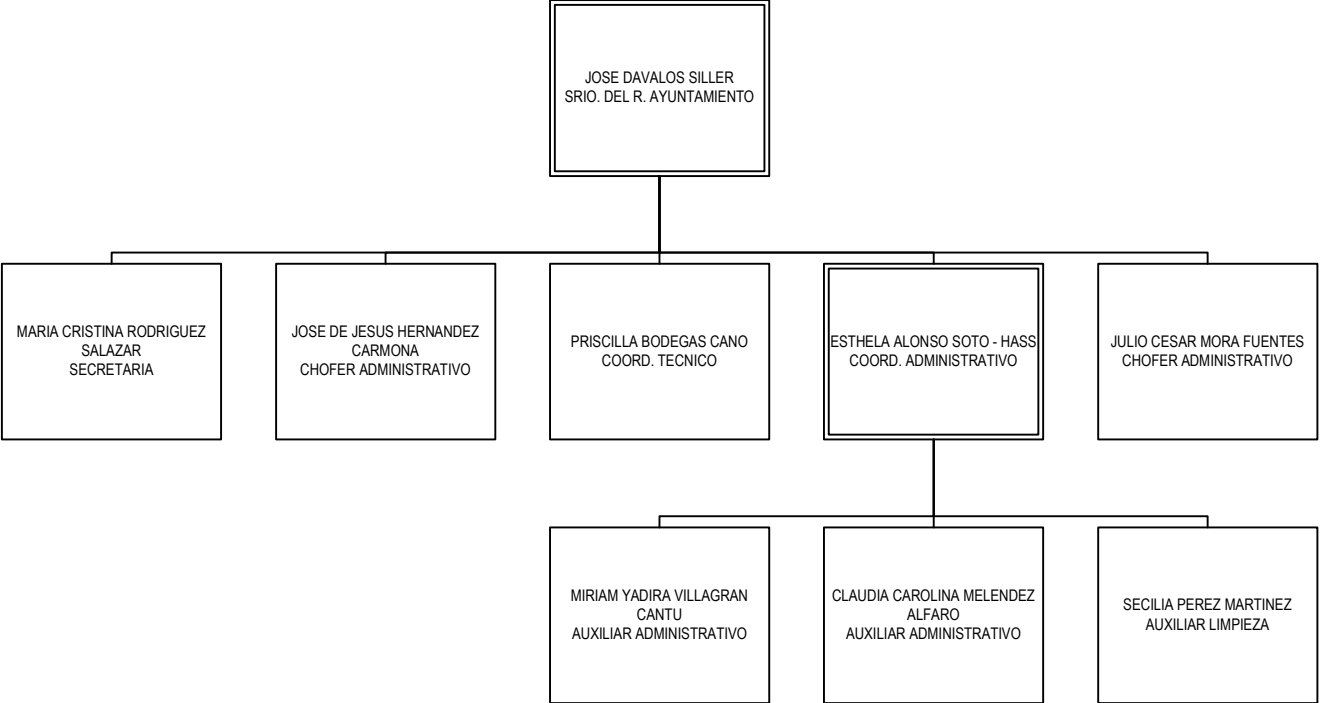 JOSE DAVALOS SILLER
SRIO. DEL R. AYUNTAMIENTO
MARIA CRISTINA RODRIGUEZ
SALAZAR
SECRETARIA
JOSE DE JESUS HERNANDEZ
CARMONA
CHOFER ADMINISTRATIVO
PRISCILLA BODEGAS CANO
COORD. TECNICO
ESTHELA ALONSO SOTO - HASS
COORD. ADMINISTRATIVO
JULIO CESAR MORA FUENTES
CHOFER ADMINISTRATIVO
MIRIAM YADIRA VILLAGRAN
CANTU
AUXILIAR ADMINISTRATIVO
CLAUDIA CAROLINA MELENDEZ
ALFARO
AUXILIAR ADMINISTRATIVO
SECILIA PEREZ MARTINEZ
AUXILIAR LIMPIEZA